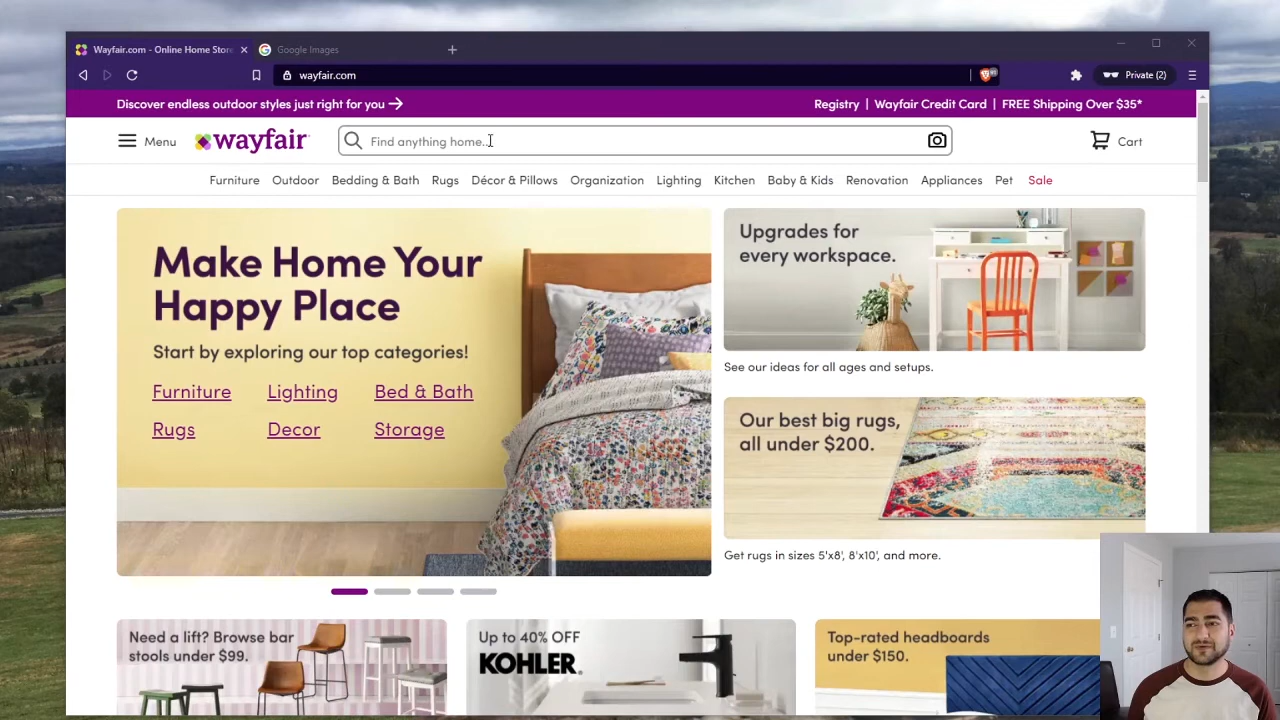 Wayfair.com - Online Home Store
Google Images
wayfair.com
Private (2)
Discover endless outdoor styles just right for you →
Registry | Wayfair Credit Card | FREE Shipping Over $35*
Menu
wayfair
Find anything home...
Cart
Furniture Outdoor Bedding & Bath Rugs Décor & Pillows Organization Lighting Kitchen Baby & Kids Renovation Appliances Pet Sale
Make Home Your
Happy Place
Start by exploring our top categories!
Furniture Lighting Bed & Bath
Rugs Decor Storage
Upgrades for
every workspace.
See our ideas for all ages and setups.
Our best big rugs,
all under $200.
Get rugs in sizes 5'x8', 8'x10', and more.
Need a lift? Browse bar
stools under $99.
Up to 40% OFF
KOHLER.
Top-rated headboards
under $150.